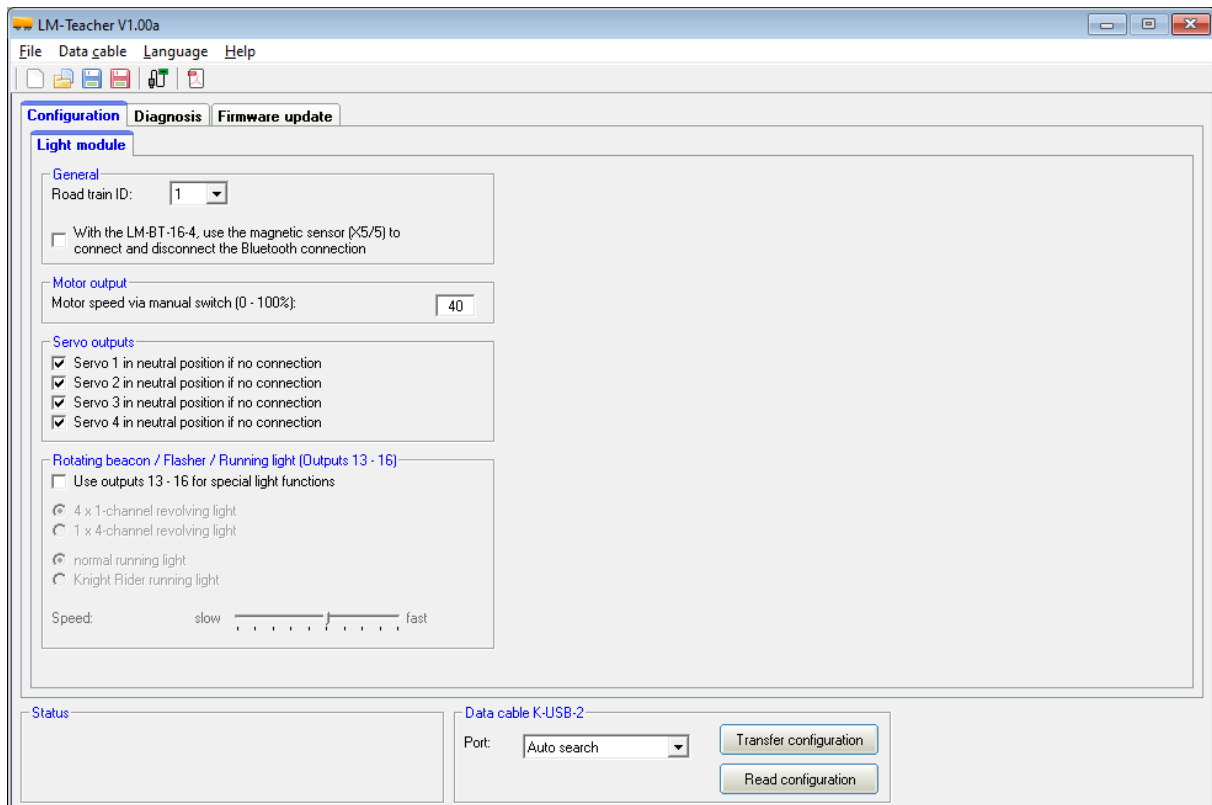 LM-Teacher V1.00a
File Data cable Language Help
Configuration Diagnosis Firmware update
Light module
General
Road train ID: 1
With the LM-BT-16-4, use the magnetic sensor (X5/5) to
connect and disconnect the Bluetooth connection
Motor output
Motor speed via manual switch (0 - 100%): 40
Servo outputs
Servo 1 in neutral position if no connection
Servo 2 in neutral position if no connection
Servo 3 in neutral position if no connection
Servo 4 in neutral position if no connection
Rotating beacon / Flasher / Running light (Outputs 13 - 16)
Use outputs 13 - 16 for special light functions
4 x 1-channel revolving light
1 x 4-channel revolving light
normal running light
Knight Rider running light
Speed: slow fast
Status
Data cable K-USB-2
Port: Auto search
Transfer configuration
Read configuration